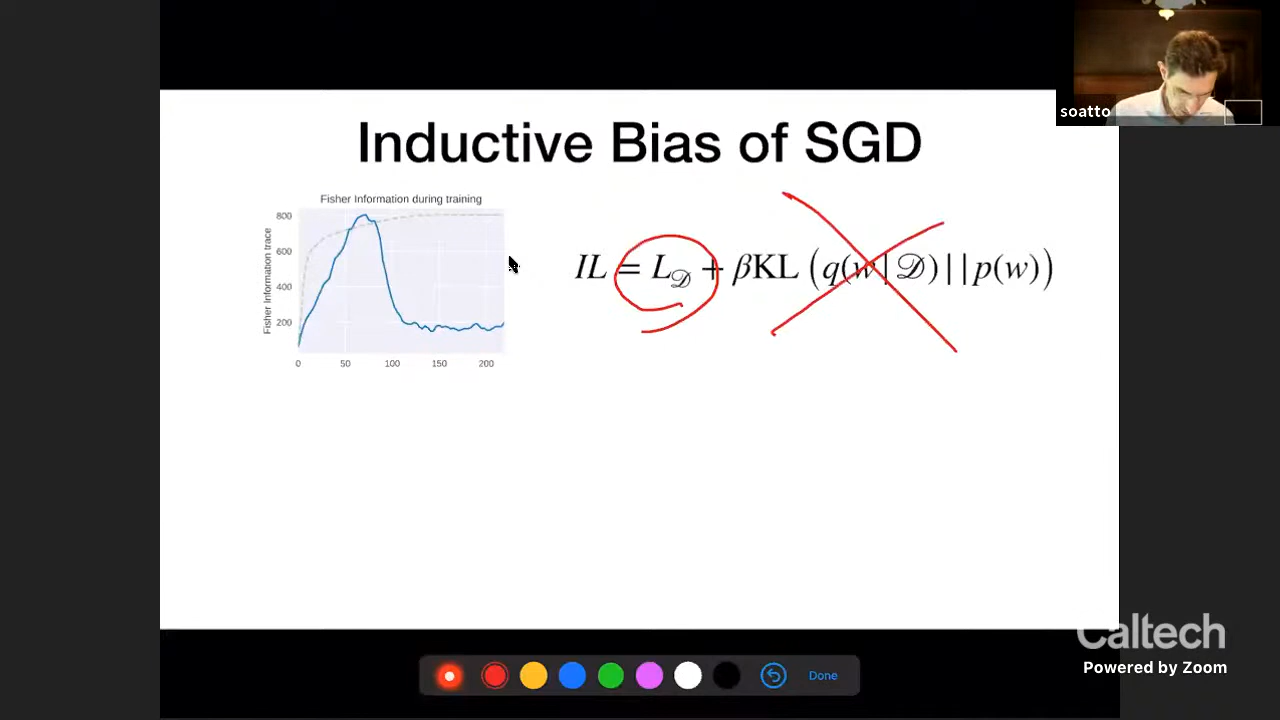 soatto
Inductive Bias of SGD
Fisher Information during training
Fisher Information trace
800
600
400
200
0
50
100
150
200
IL = L_𝒟 + βKL (q(w|𝒟)||p(w))
Caltech
Powered by Zoom
Done